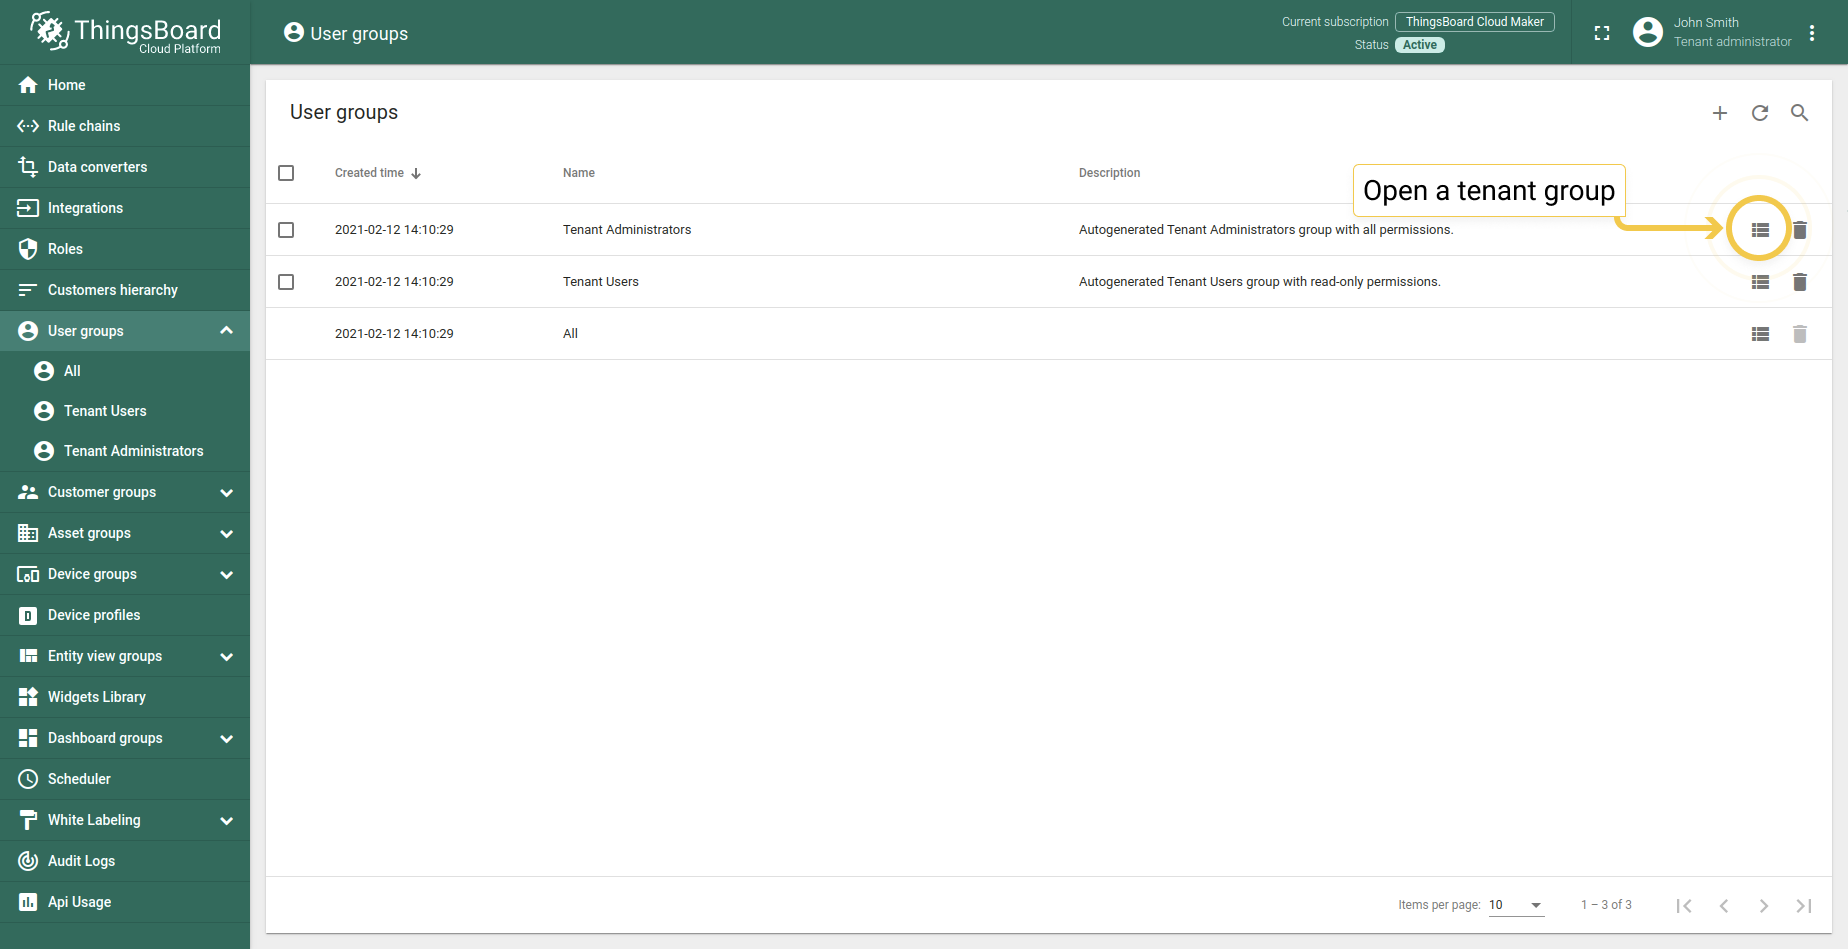 ThingsBoard
Cloud Platform
User groups
Current subscription ThingsBoard Cloud Maker
Status Active
John Smith
Tenant administrator
Home
Rule chains
Data converters
Integrations
Roles
Customers hierarchy
User groups
All
Tenant Users
Tenant Administrators
Customer groups
Asset groups
Device groups
Device profiles
Entity view groups
Widgets Library
Dashboard groups
Scheduler
White Labeling
Audit Logs
Api Usage
User groups
Created time Name Description
Open a tenant group
2021-02-12 14:10:29 Tenant Administrators Autogenerated Tenant Administrators group with all permissions.
2021-02-12 14:10:29 Tenant Users Autogenerated Tenant Users group with read-only permissions.
2021-02-12 14:10:29 All
Items per page: 10 1 – 3 of 3